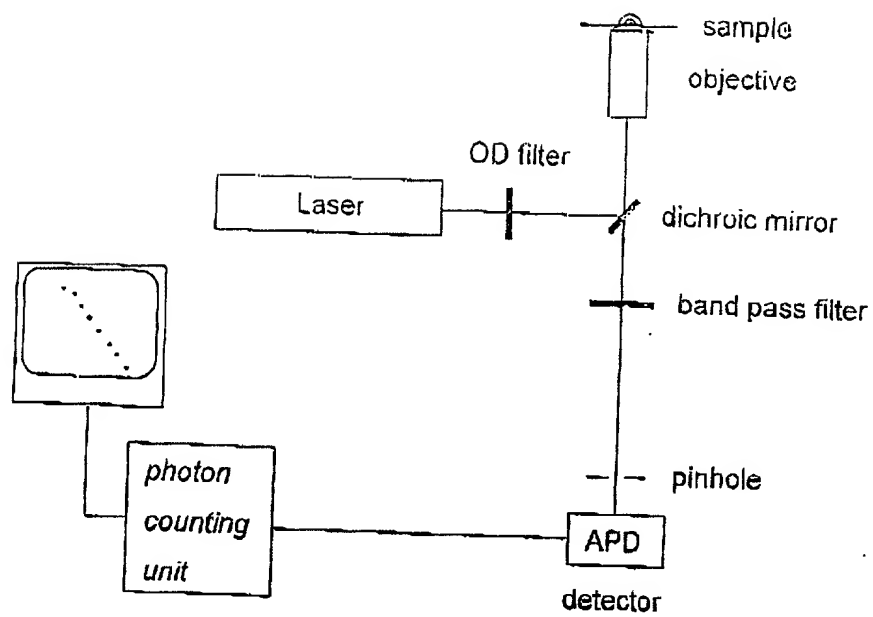 sample
objective
OD filter
Laser
dichroic mirror
band pass filter
photon
counting
unit
pinhole
APD
detector